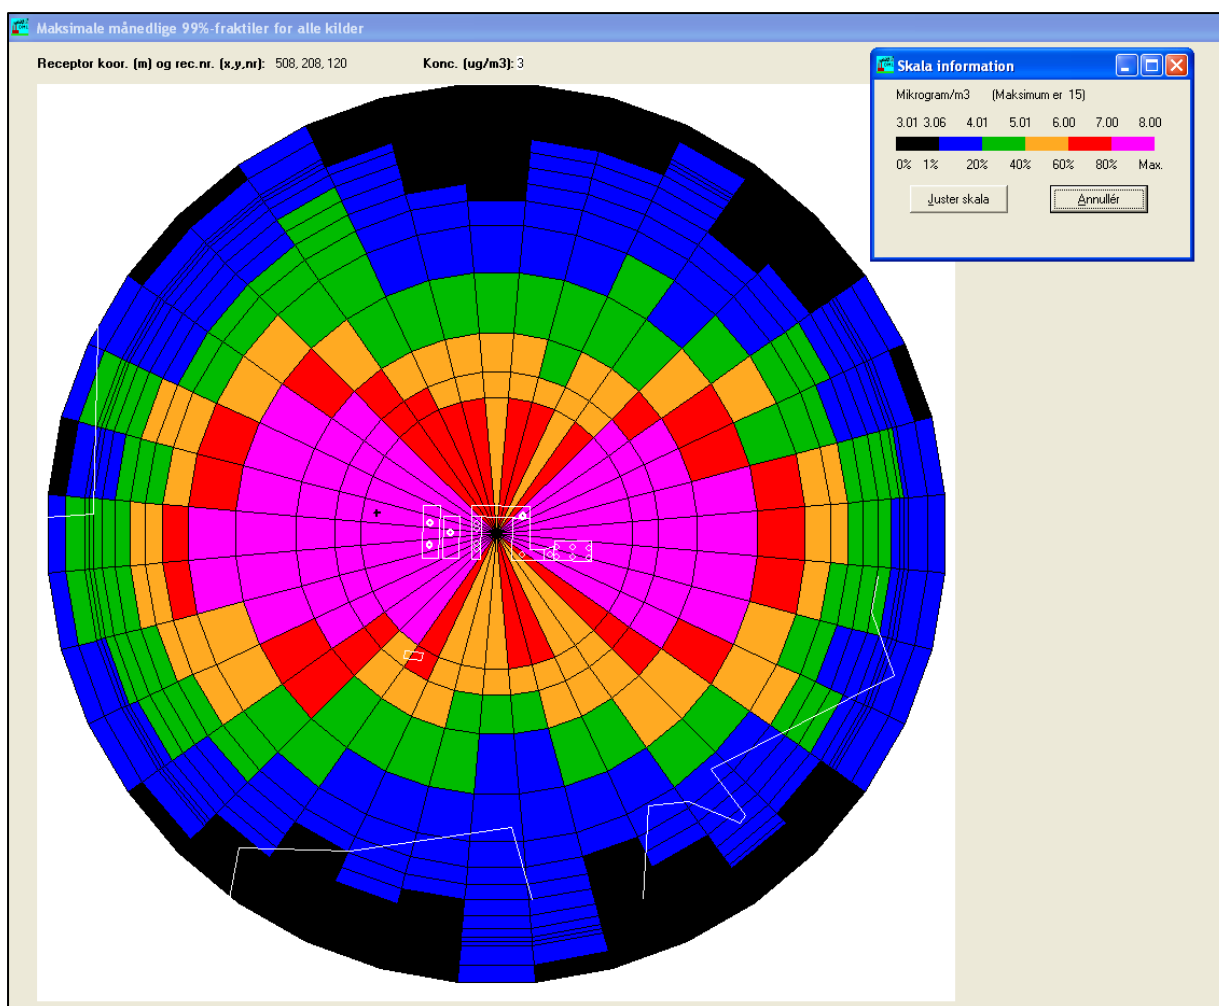 Maksimale månedlige 99%-fraktiler for alle kilder
Receptor koor. (m) og rec.nr. (x,y,nr): 508, 208, 120 Konc. (ug/m3): 3
Skala information
Mikrogram/m3 (Maksimum er 15)
3.01 3.06 4.01 5.01 6.00 7.00 8.00
0% 1% 20% 40% 60% 80% Max.
Juster skala Annullér